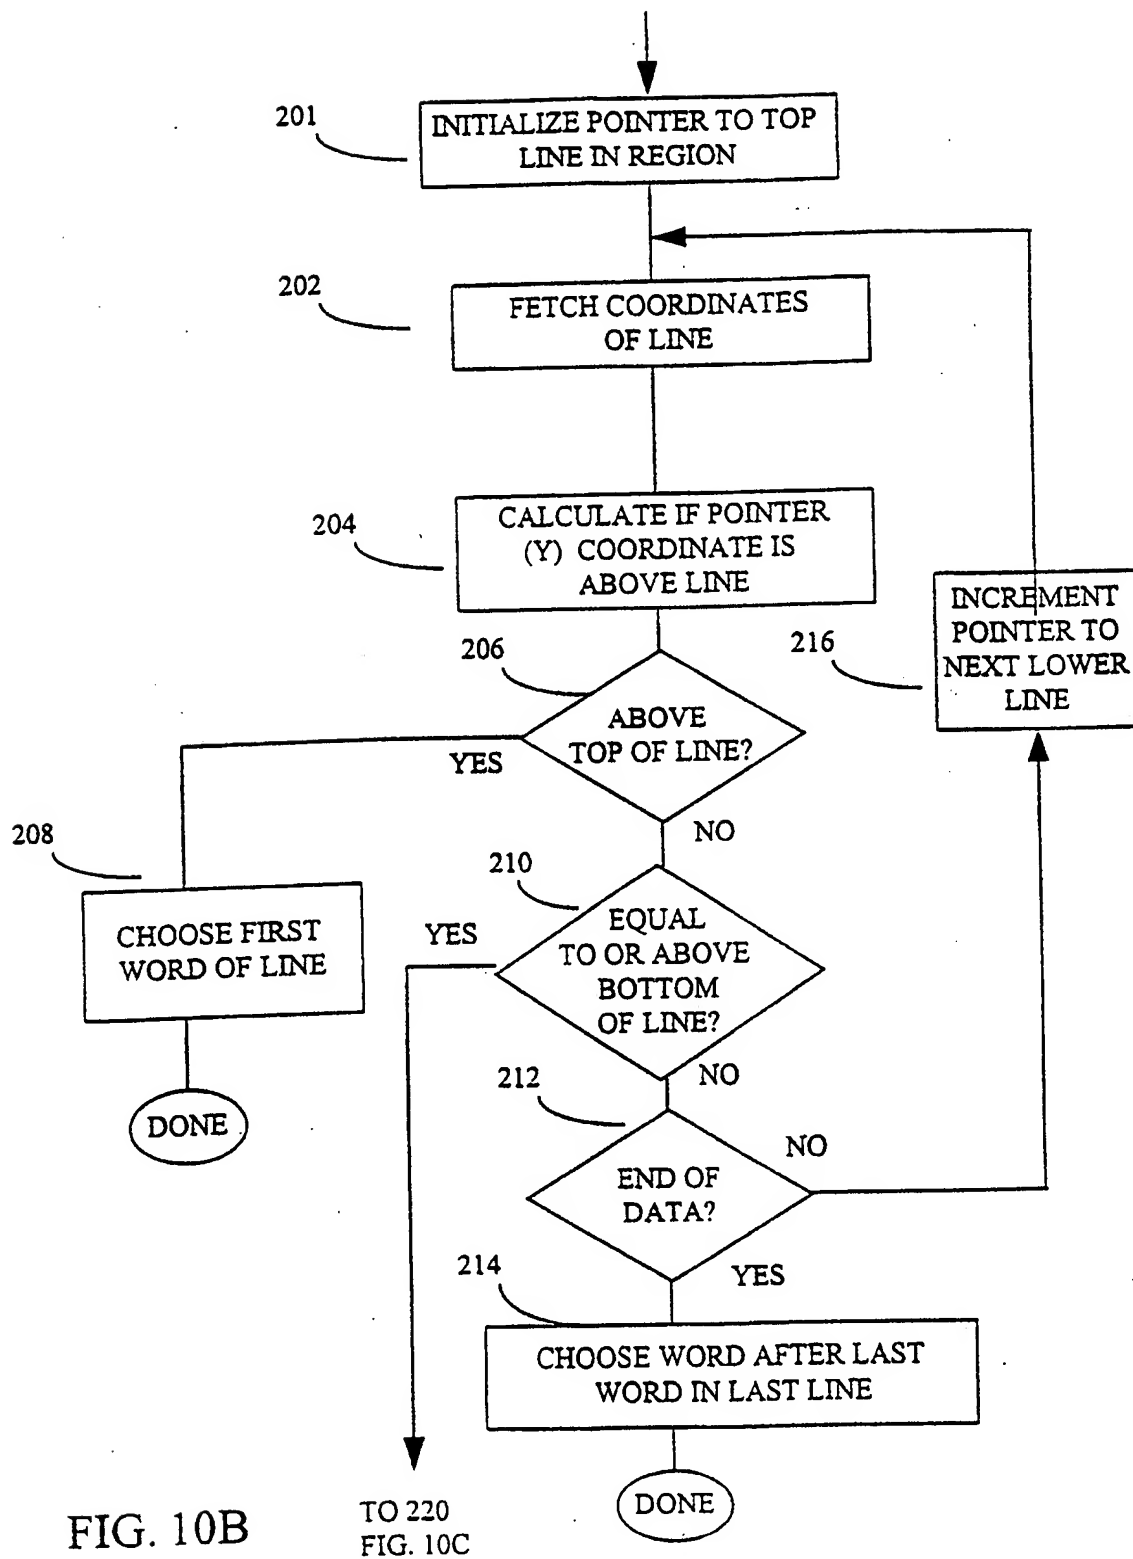 201
INITIALIZE POINTER TO TOP
LINE IN REGION
202
FETCH COORDINATES
OF LINE
204
CALCULATE IF POINTER
(Y) COORDINATE IS
ABOVE LINE
216
INCREMENT
POINTER TO
NEXT LOWER
LINE
206
ABOVE
TOP OF LINE?
YES
NO
208
CHOOSE FIRST
WORD OF LINE
DONE
210
EQUAL
TO OR ABOVE
BOTTOM
OF LINE?
YES
NO
212
END OF
DATA?
NO
YES
214
CHOOSE WORD AFTER LAST
WORD IN LAST LINE
DONE
TO 220
FIG. 10C
FIG. 10B